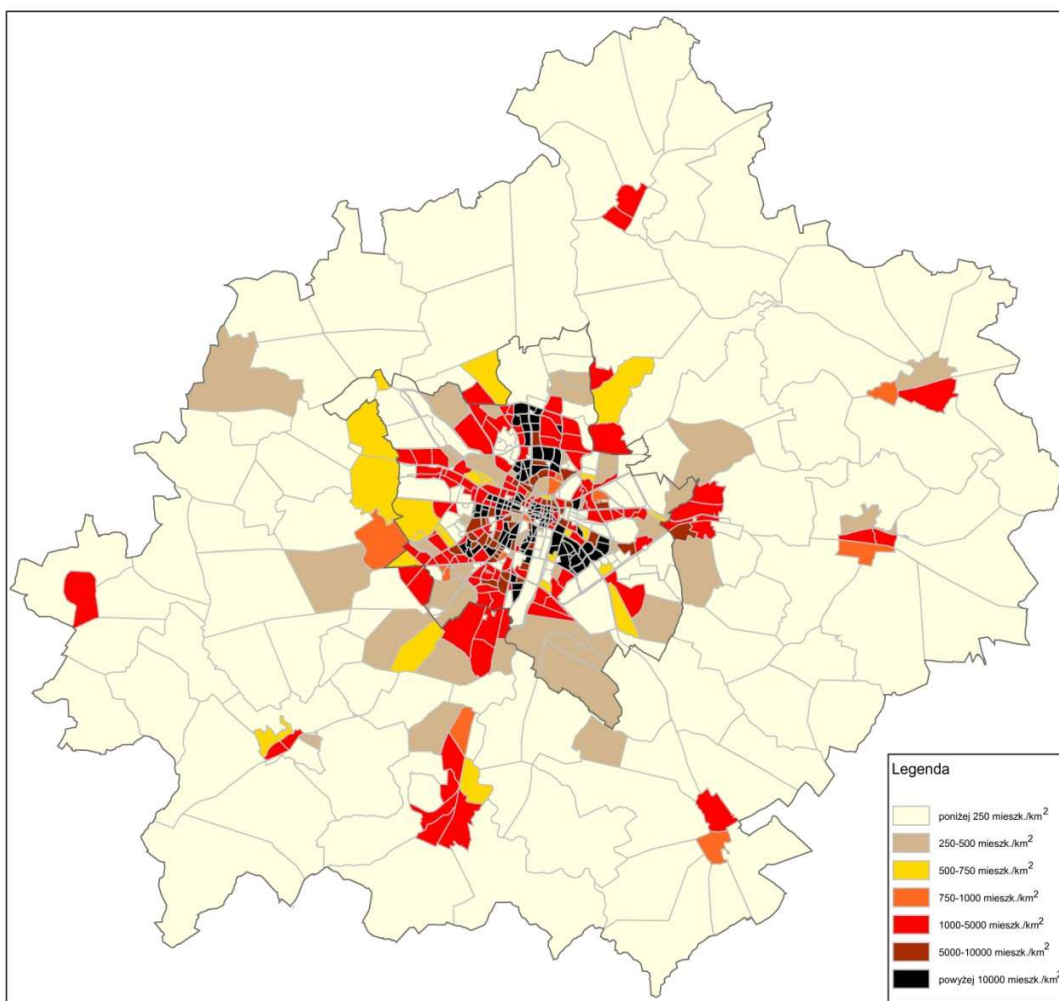 Legenda
poniżej 250 mieszk./km²
250-500 mieszk./km²
500-750 mieszk./km²
750-1000 mieszk./km²
1000-5000 mieszk./km²
5000-10000 mieszk./km²
powyżej 10000 mieszk./km²